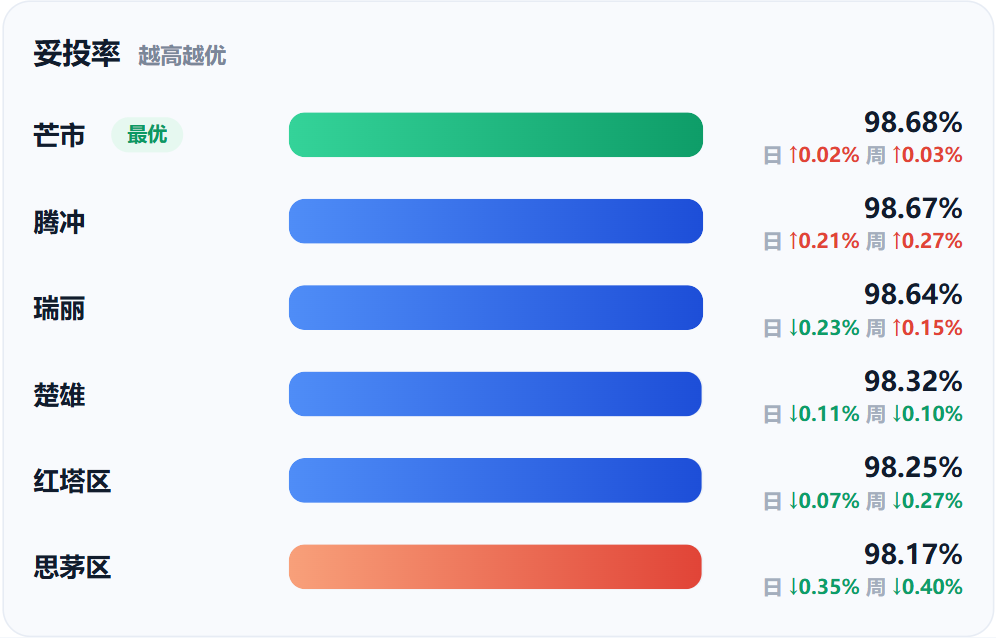 妥投率 越高越优
芒市 最优 98.68%
日 ↑0.02% 周 ↑0.03%
腾冲 98.67%
日 ↑0.21% 周 ↑0.27%
瑞丽 98.64%
日 ↓0.23% 周 ↑0.15%
楚雄 98.32%
日 ↓0.11% 周 ↓0.10%
红塔区 98.25%
日 ↓0.07% 周 ↓0.27%
思茅区 98.17%
日 ↓0.35% 周 ↓0.40%